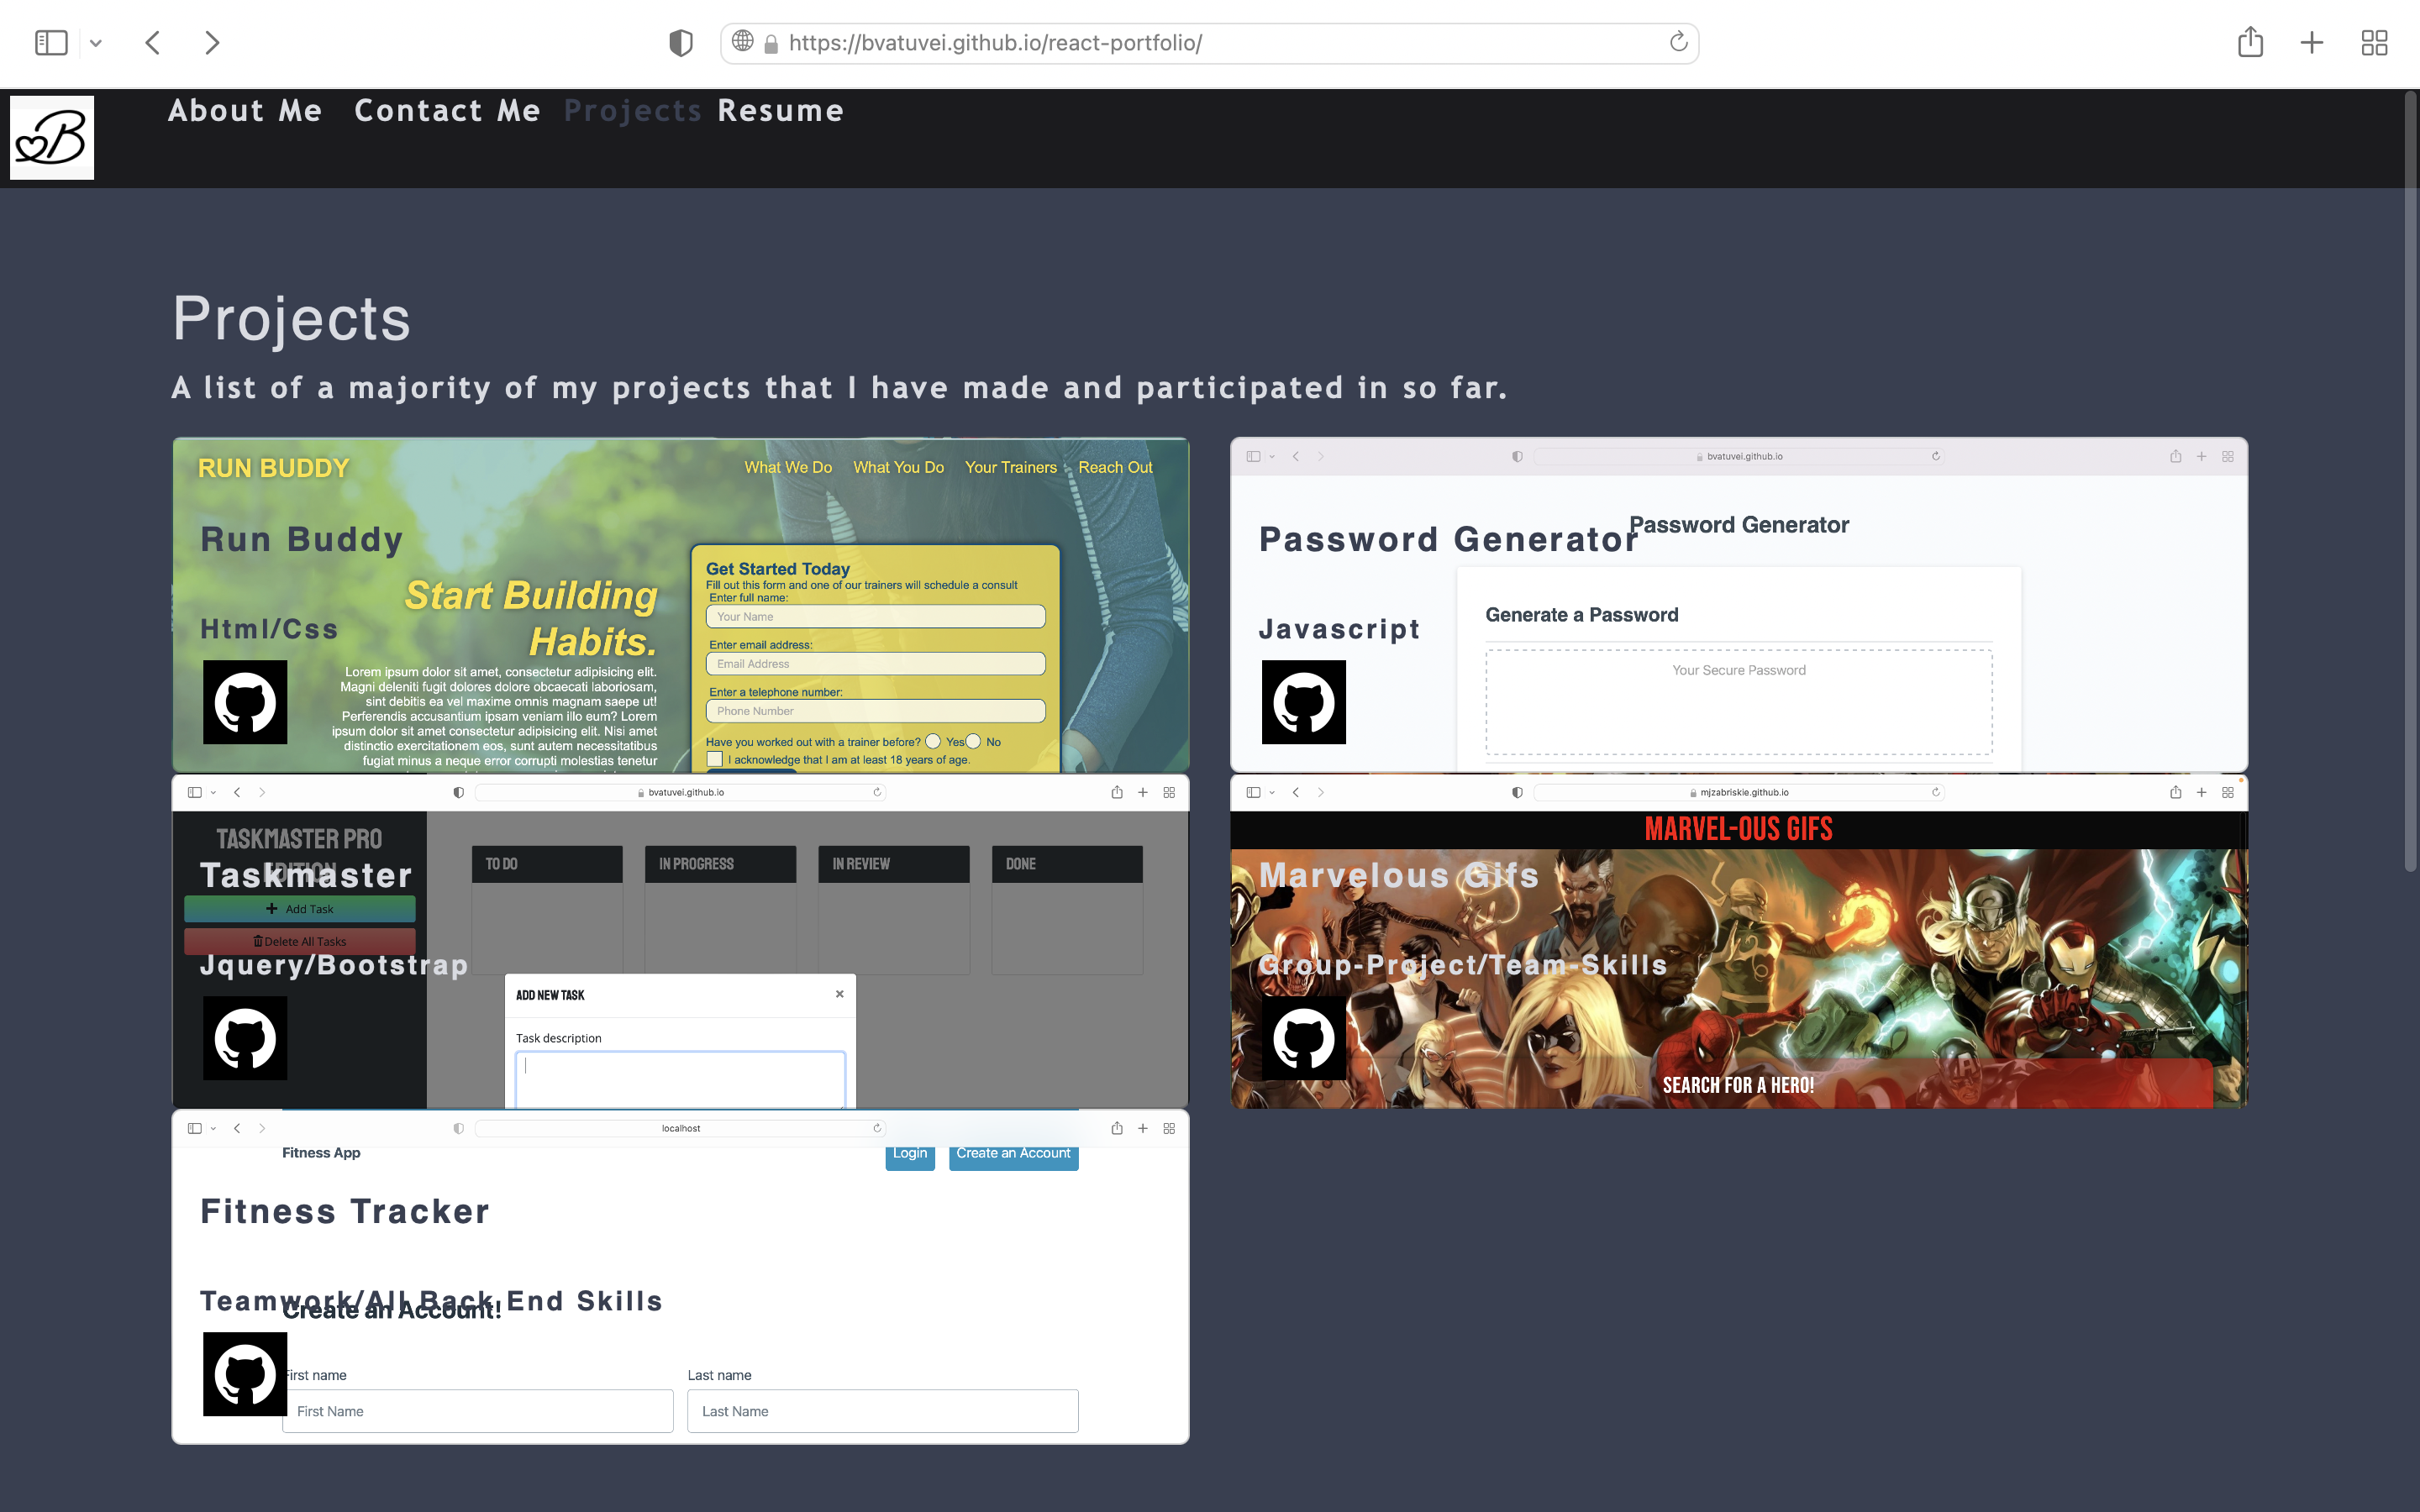 https://bvatuvei.github.io/react-portfolio/
B
About Me Contact Me Projects Resume
Projects
A list of a majority of my projects that I have made and participated in so far.
RUN BUDDY
What We Do What You Do Your Trainers Reach Out
Run Buddy
Html/Css
Start Building
Habits.
Lorem ipsum dolor sit amet, consectetur adipisicing elit.
Magni deleniti fugit dolores dolore obcaecati laboriosam,
sint debitis ea vel maxime omnis magnam saepe ut!
Perferendis accusantium ipsam veniam illo eum? Lorem
ipsum dolor sit amet consectetur adipisicing elit. Nisi amet
distinctio exercitationem eos, sunt autem necessitatibus
fugiat minus a neque error corrupti molestias tenetur
Get Started Today
Fill out this form and one of our trainers will schedule a consult
Enter full name:
Your Name
Enter email address:
Email Address
Enter a telephone number:
Phone Number
Have you worked out with a trainer before? Yes No
I acknowledge that I am at least 18 years of age.
bvatuvei.github.io
Password Generator
Password Generator
Javascript
Generate a Password
Your Secure Password
bvatuvei.github.io
TASKMASTER PRO
EDITION
Taskmaster
Add Task
Delete All Tasks
Jquery/Bootstrap
TO DO
IN PROGRESS
IN REVIEW
DONE
ADD NEW TASK ×
Task description
mjzabriskie.github.io
MARVEL-OUS GIFS
Marvelous Gifs
Group-Project/Team-Skills
SEARCH FOR A HERO!
localhost
Fitness App
Login
Create an Account
Fitness Tracker
Teamwork/All Back End Skills
Create an Account!
First name
First Name
Last name
Last Name